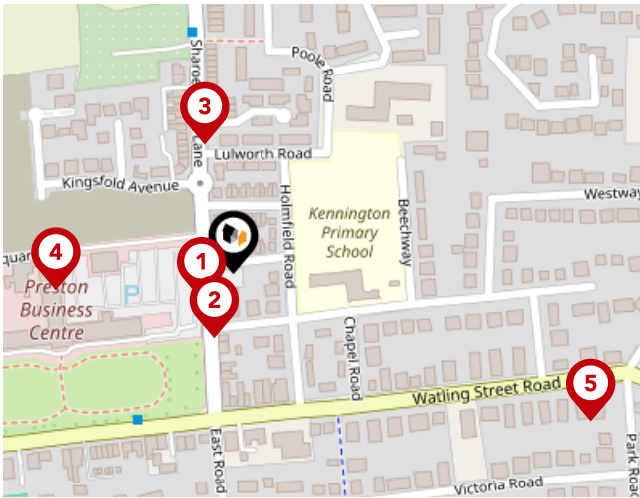 Sharoe
Lane
Poole Road
3
Lulworth Road
Kingsfold Avenue
Holmfield Road
Kennington
Primary
School
Beechway
Westway
1
4
2
P
Preston
Business
Centre
Chapel Road
Watling Street Road
5
East Road
Victoria Road
Park Road